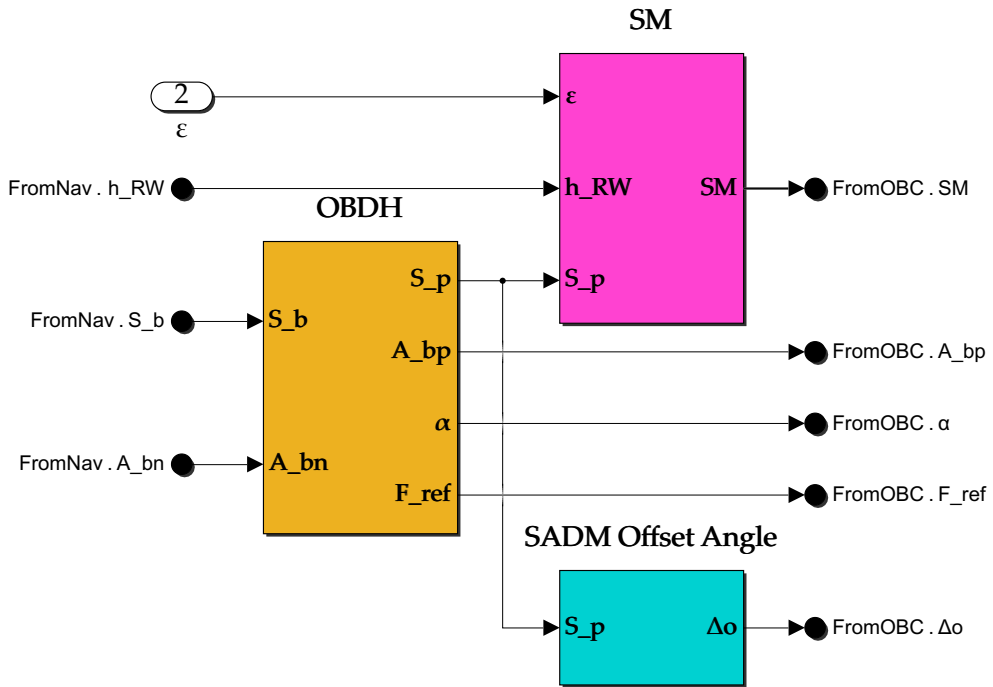 SM
2
ε
ε
FromNav . h_RW
h_RW
SM
FromOBC . SM
OBDH
S_p
S_p
FromNav . S_b
S_b
A_bp
FromOBC . A_bp
α
FromOBC . α
FromNav . A_bn
A_bn
F_ref
FromOBC . F_ref
SADM Offset Angle
S_p
Δo
FromOBC . Δo